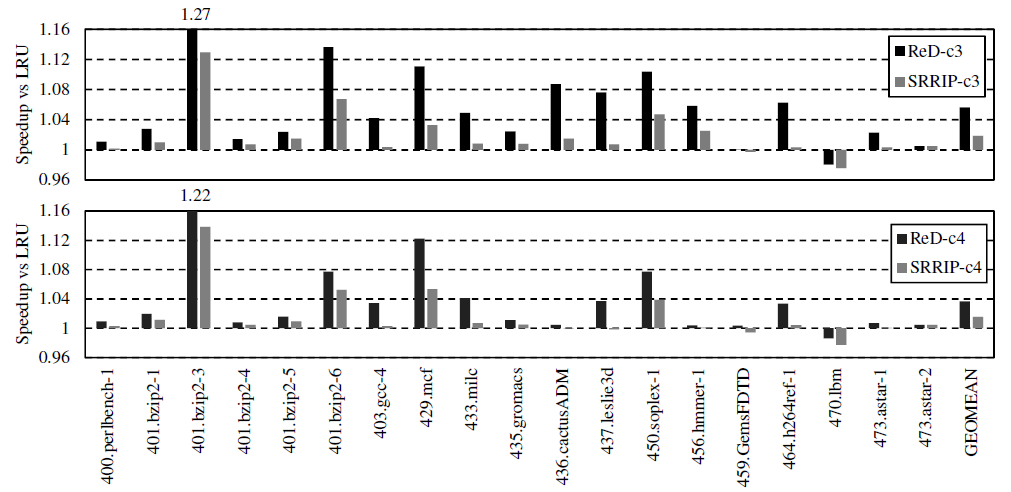 1.27
Speedup vs LRU
1.16
1.12
1.08
1.04
1
0.96
ReD-c3
SRRIP-c3
1.22
Speedup vs LRU
1.16
1.12
1.08
1.04
1
0.96
ReD-c4
SRRIP-c4
400.perlbench-1
401.bzip2-1
401.bzip2-3
401.bzip2-4
401.bzip2-5
401.bzip2-6
403.gcc-4
429.mcf
433.milc
435.gromacs
436.cactusADM
437.leslie3d
450.soplex-1
456.hmmer-1
459.GemsFDTD
464.h264ref-1
470.lbm
473.astar-1
473.astar-2
GEOMEAN